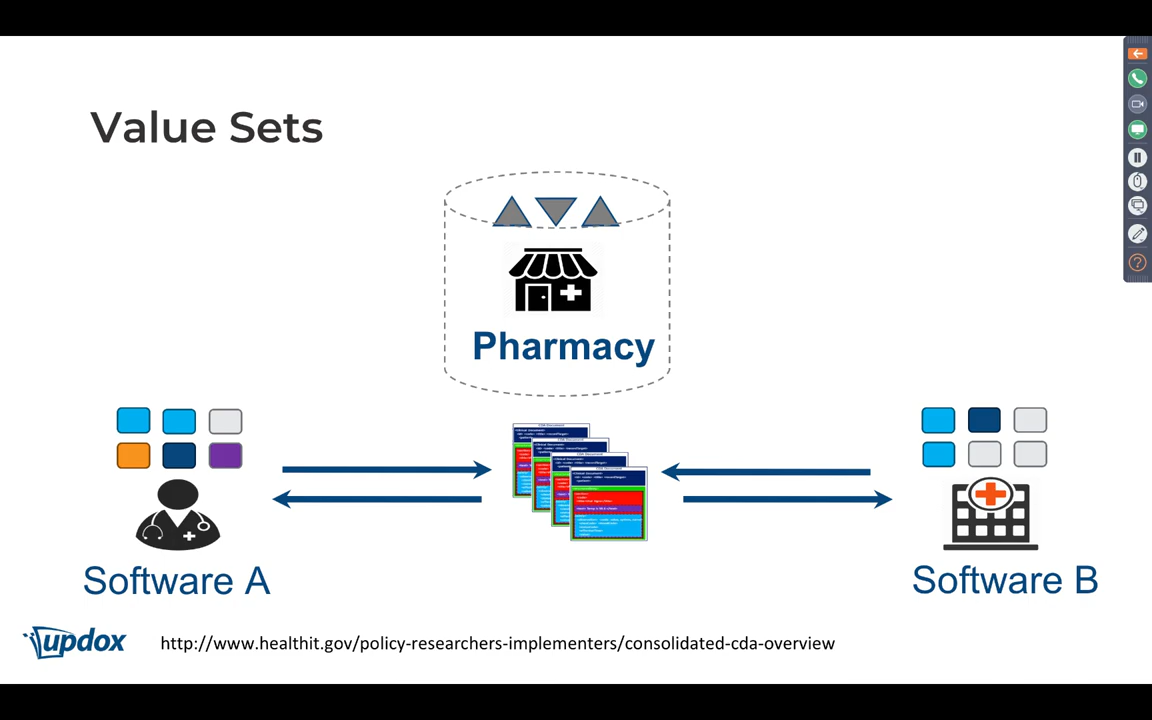 Value Sets
Pharmacy
Software A
Software B
updox
http://www.healthit.gov/policy-researchers-implementers/consolidated-cda-overview